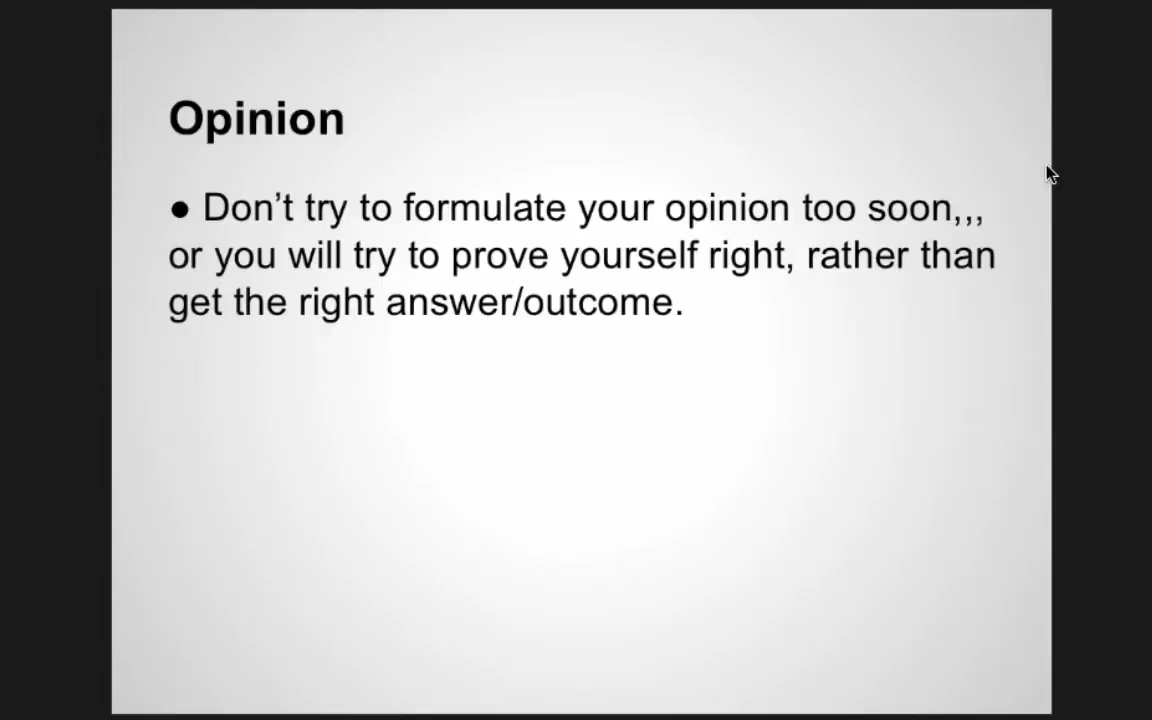 Opinion
● Don’t try to formulate your opinion too soon,,,
or you will try to prove yourself right, rather than
get the right answer/outcome.